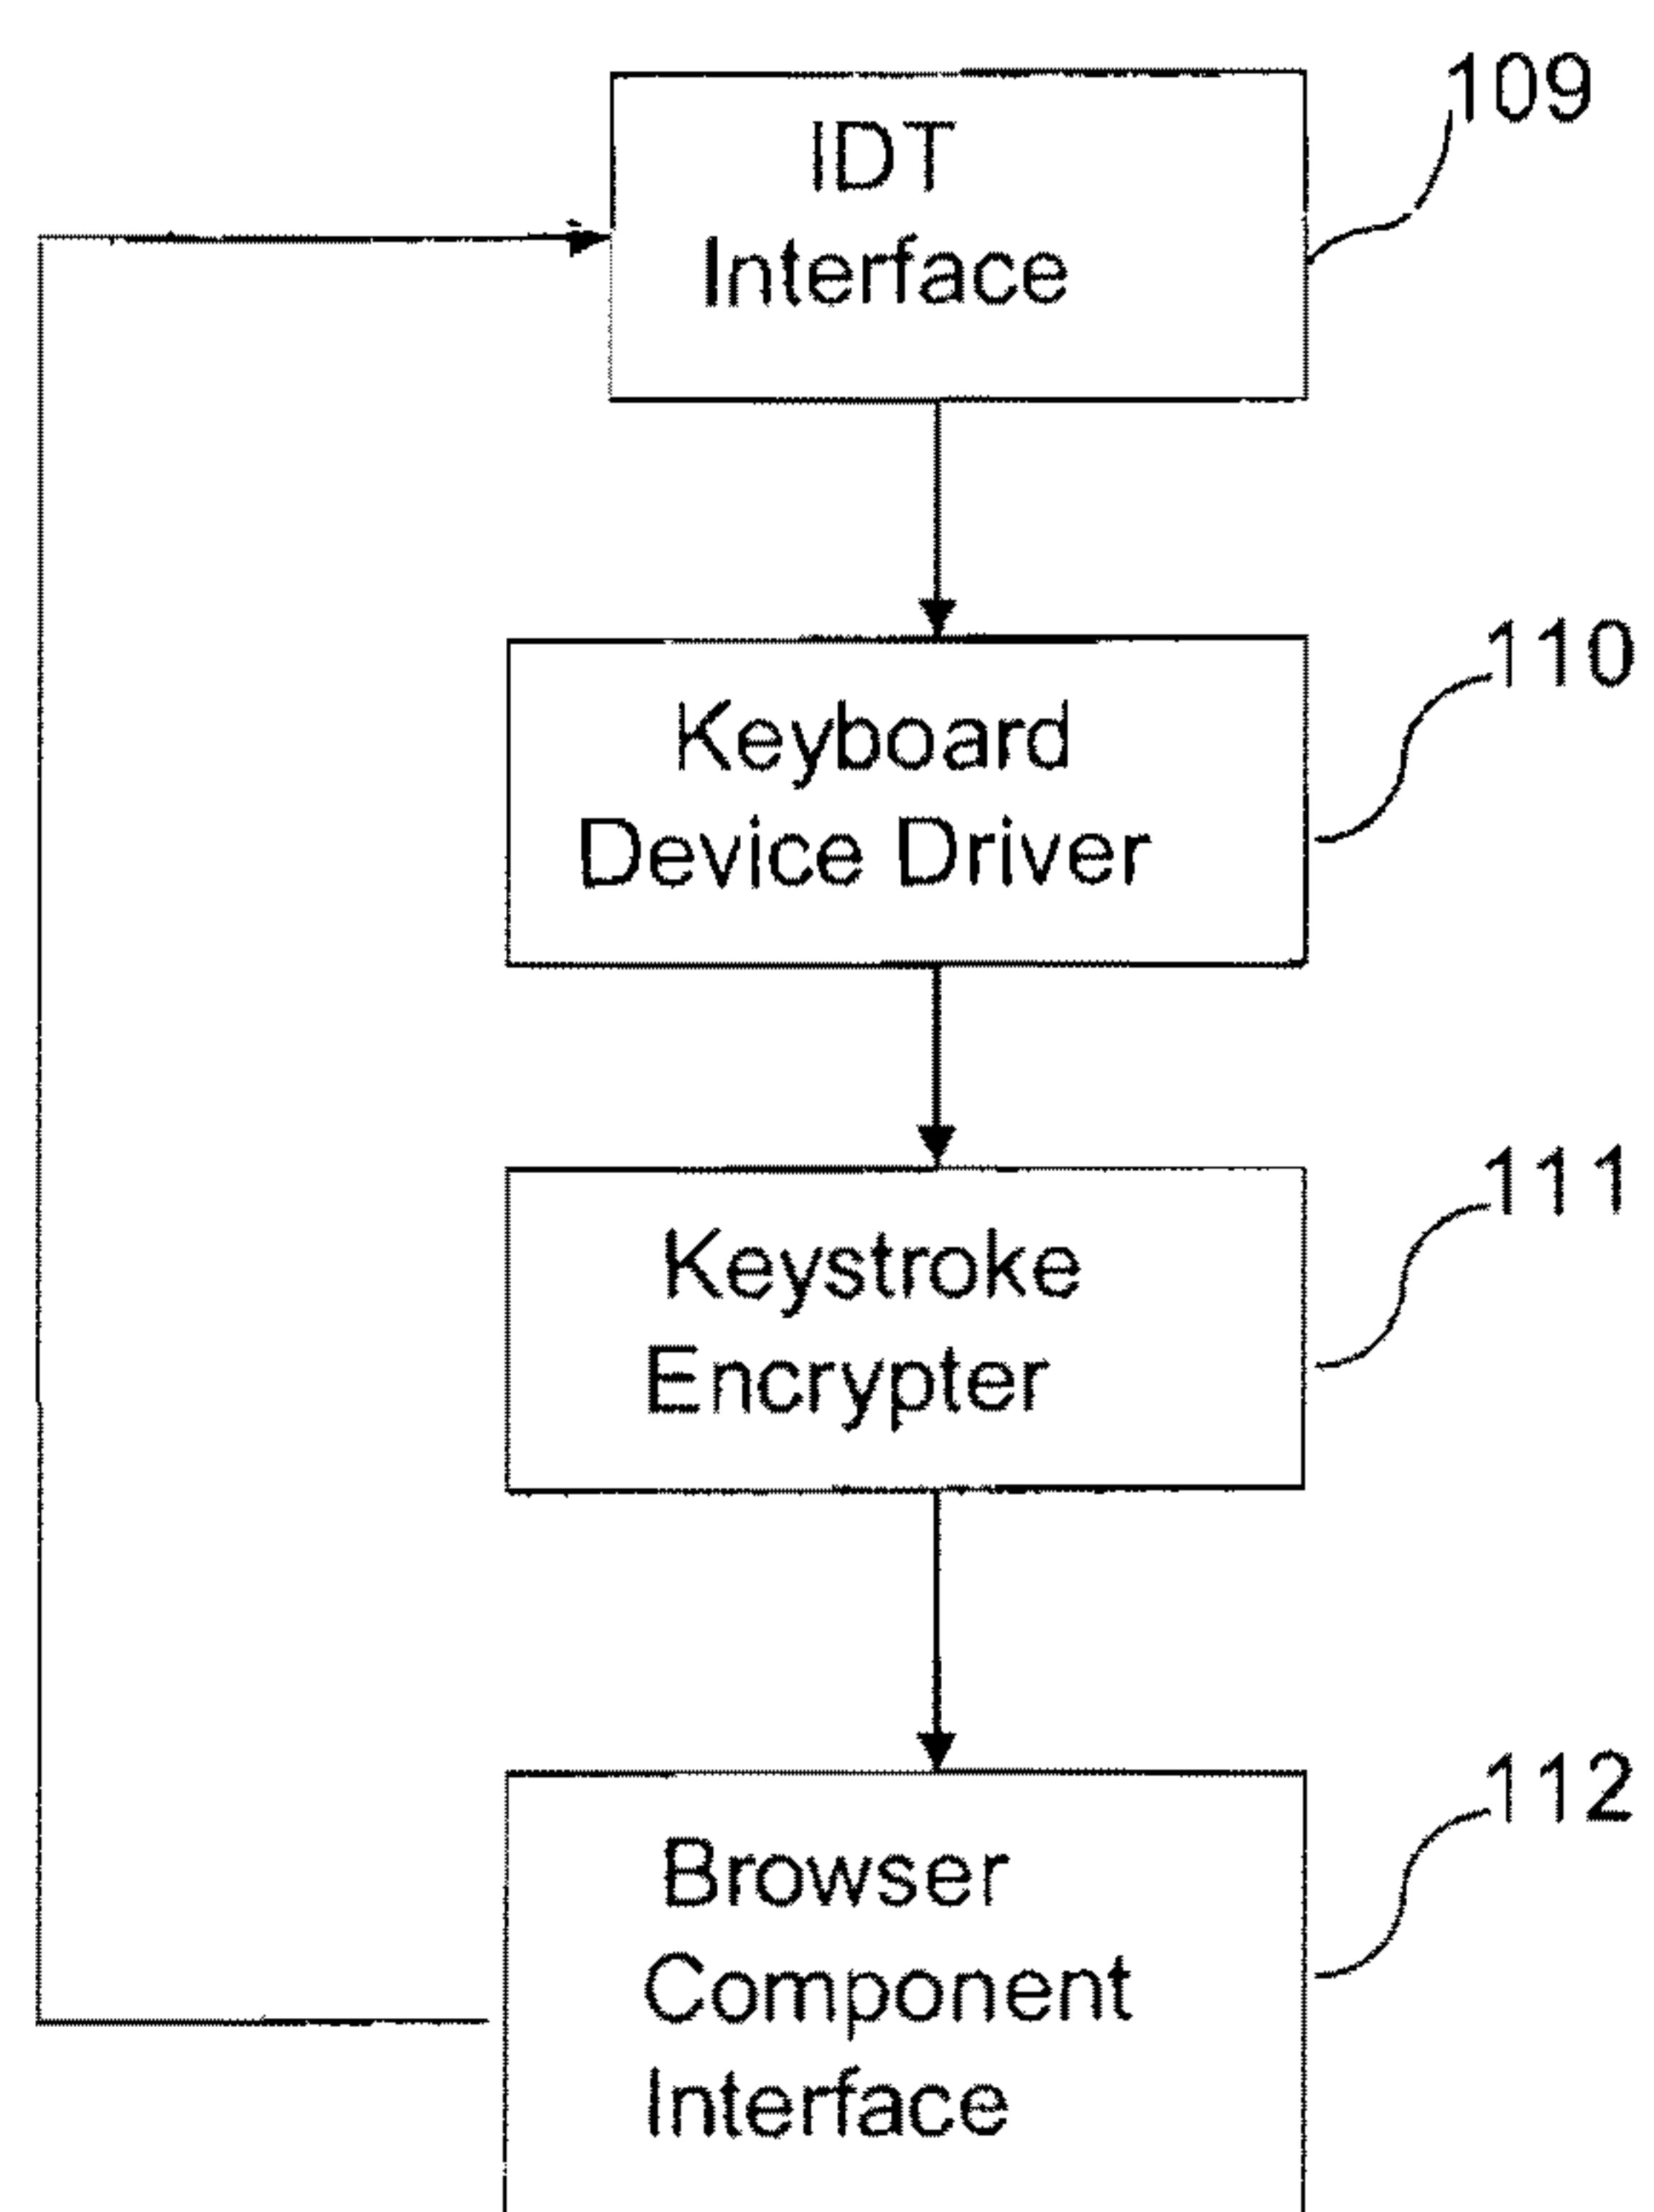 109
IDT
Interface
110
Keyboard
Device Driver
111
Keystroke
Encrypter
112
Browser
Component
Interface